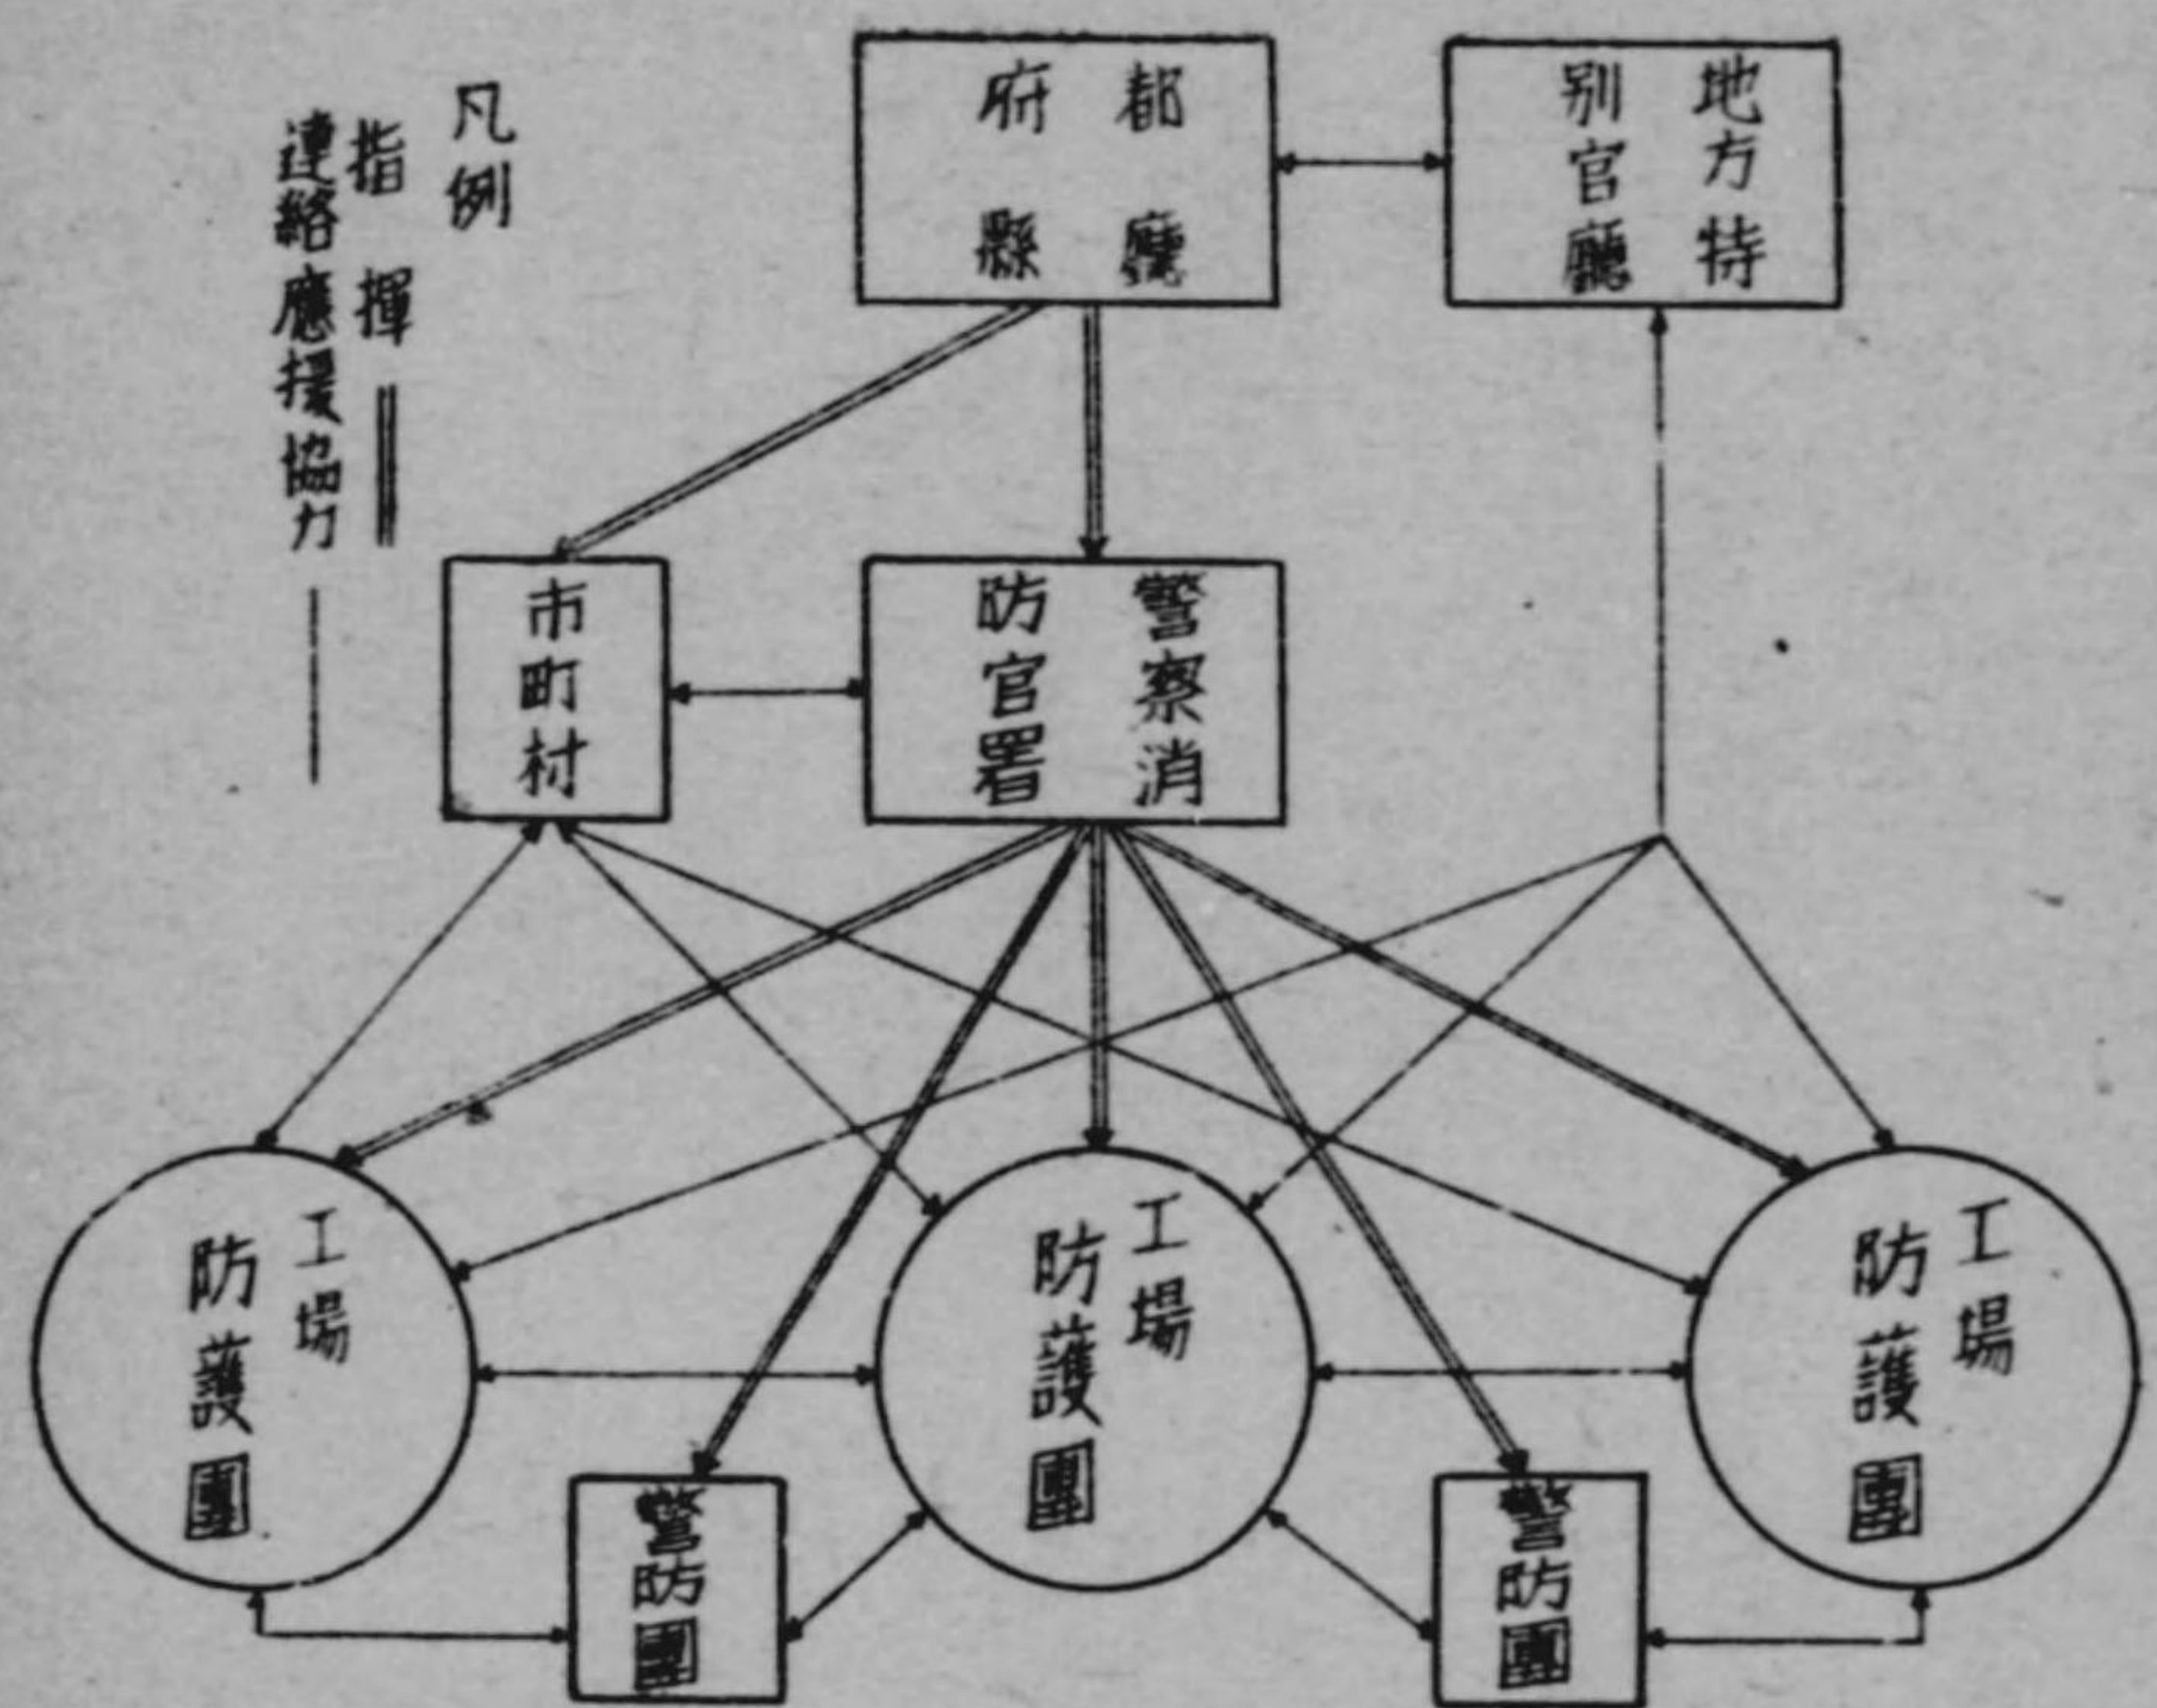 地方特
別官廳
都廳
府縣
凡例
指揮
連絡應援協力
警察消
防官署
市町村
工場
防護團
工場
防護團
工場
防護團
警防團
警防團